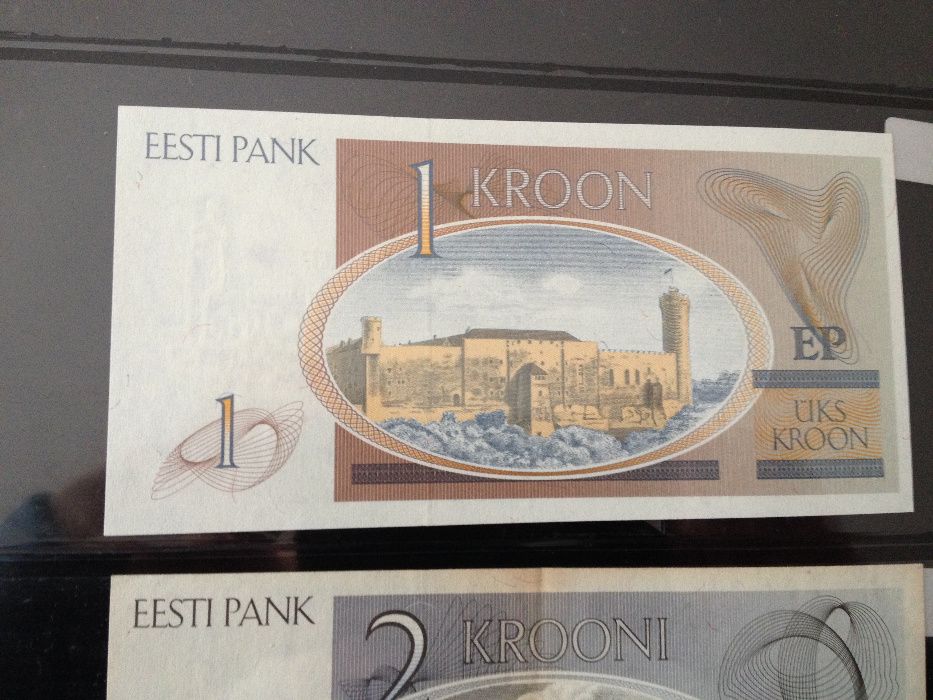 EESTI PANK
1 KROON
EP
ÜKS
KROON
1
EESTI PANK
2 KROONI